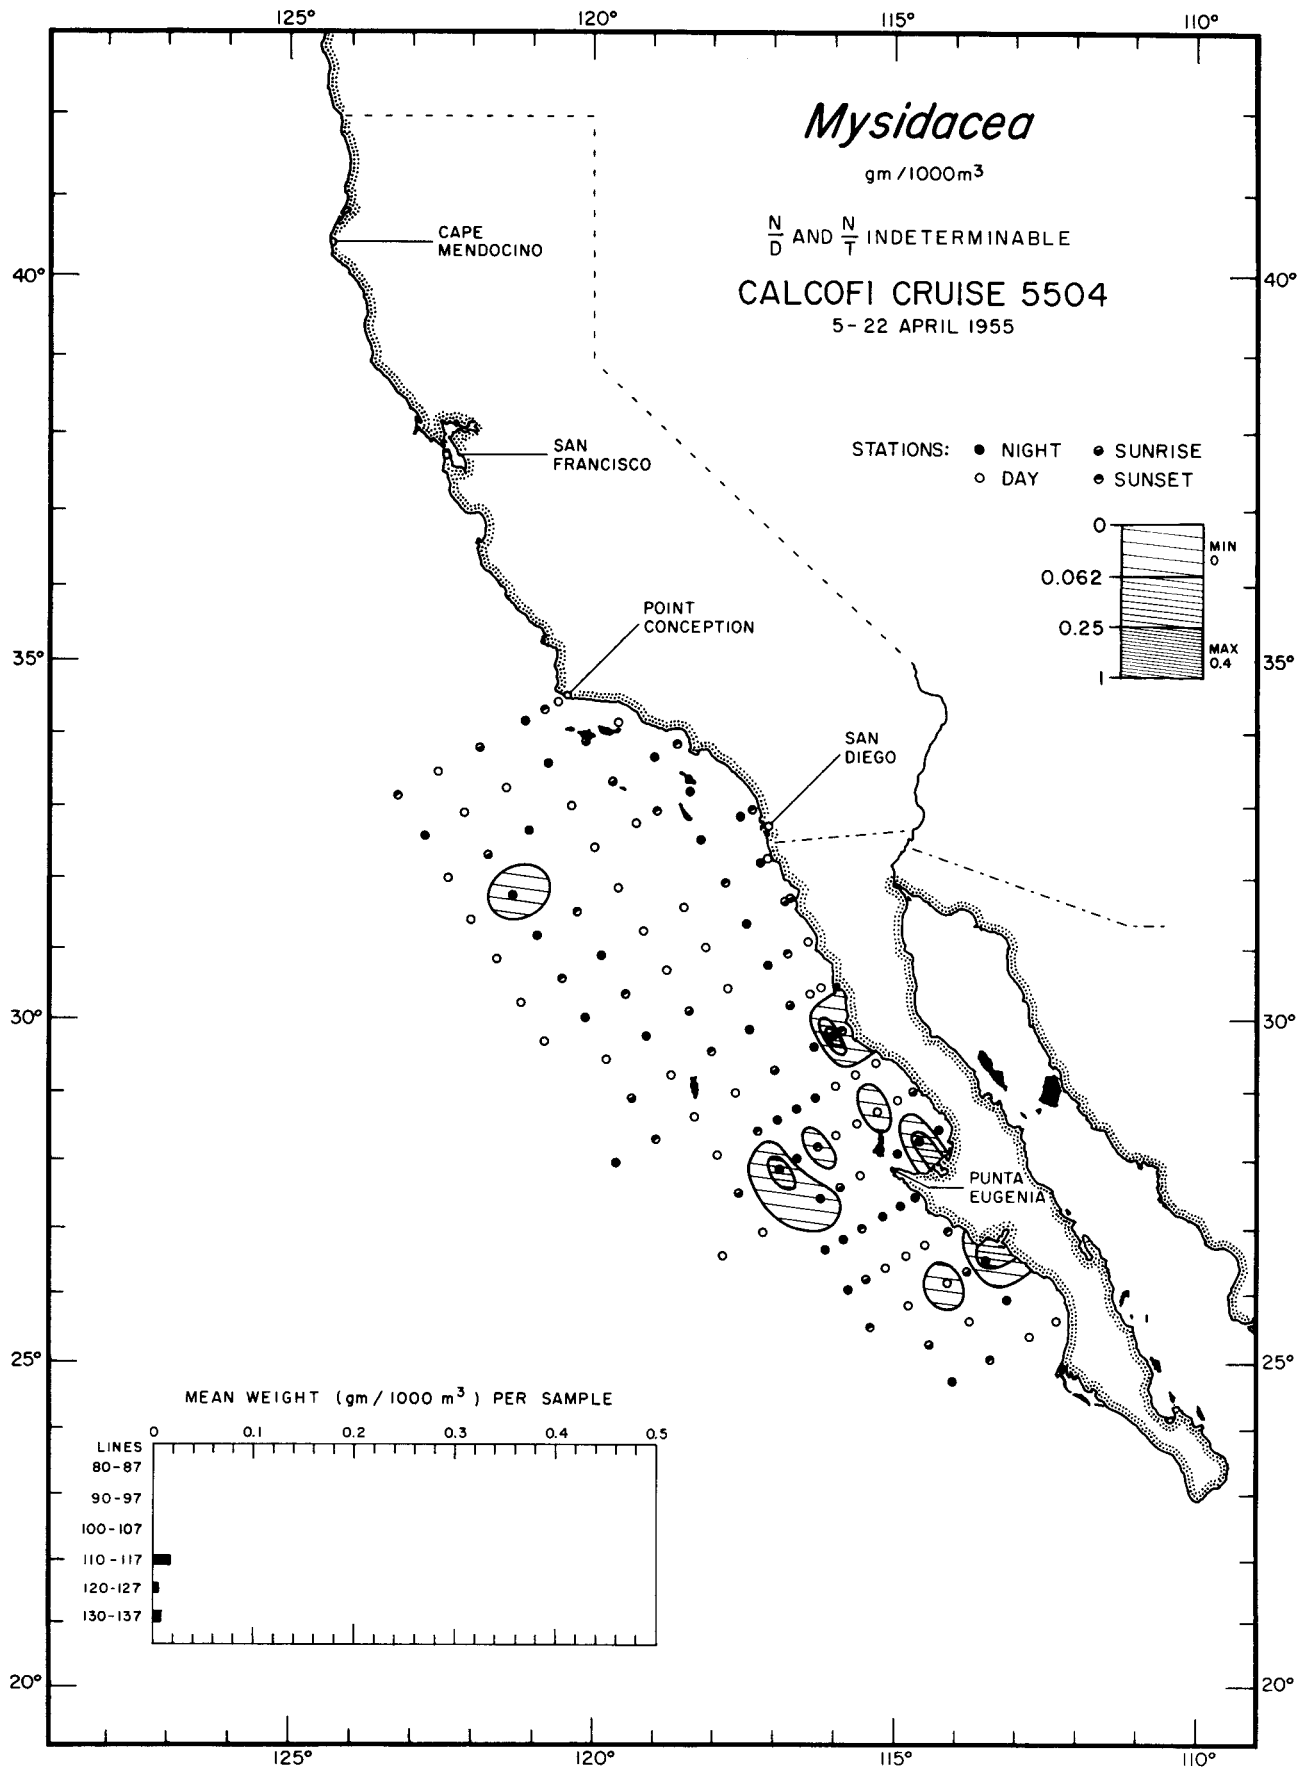 125°
120°
115°
110°
Mysidacea
gm/1000m³
N/D AND N/T INDETERMINABLE
CALCOFI CRUISE 5504
5-22 APRIL 1955
CAPE
MENDOCINO
40°
40°
SAN
FRANCISCO
STATIONS:
NIGHT
SUNRISE
DAY
SUNSET
0
MIN
0
0.062
0.25
MAX
0.4
1
POINT
CONCEPTION
35°
35°
SAN
DIEGO
30°
30°
PUNTA
EUGENIA
25°
25°
MEAN WEIGHT (gm/1000 m³) PER SAMPLE
0 0.1 0.2 0.3 0.4 0.5
LINES
80-87
90-97
100-107
110-117
120-127
130-137
20°
20°
125°
120°
115°
110°